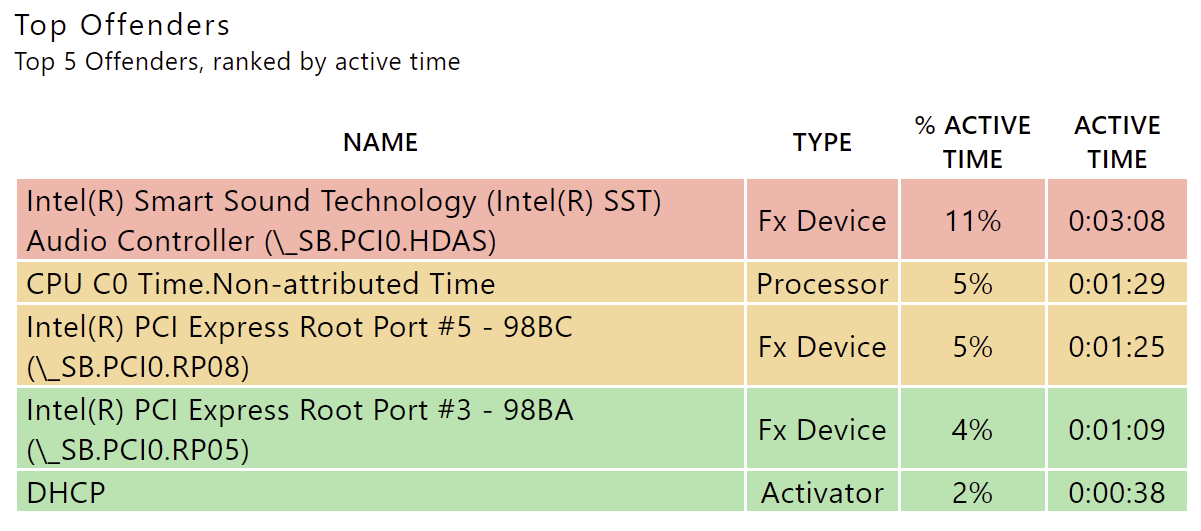 Top Offenders
Top 5 Offenders, ranked by active time
NAME TYPE % ACTIVE TIME ACTIVE TIME
Intel(R) Smart Sound Technology (Intel(R) SST)
Audio Controller (\_SB.PCI0.HDAS) Fx Device 11% 0:03:08
CPU C0 Time.Non-attributed Time Processor 5% 0:01:29
Intel(R) PCI Express Root Port #5 - 98BC
(\_SB.PCI0.RP08) Fx Device 5% 0:01:25
Intel(R) PCI Express Root Port #3 - 98BA
(\_SB.PCI0.RP05) Fx Device 4% 0:01:09
DHCP Activator 2% 0:00:38